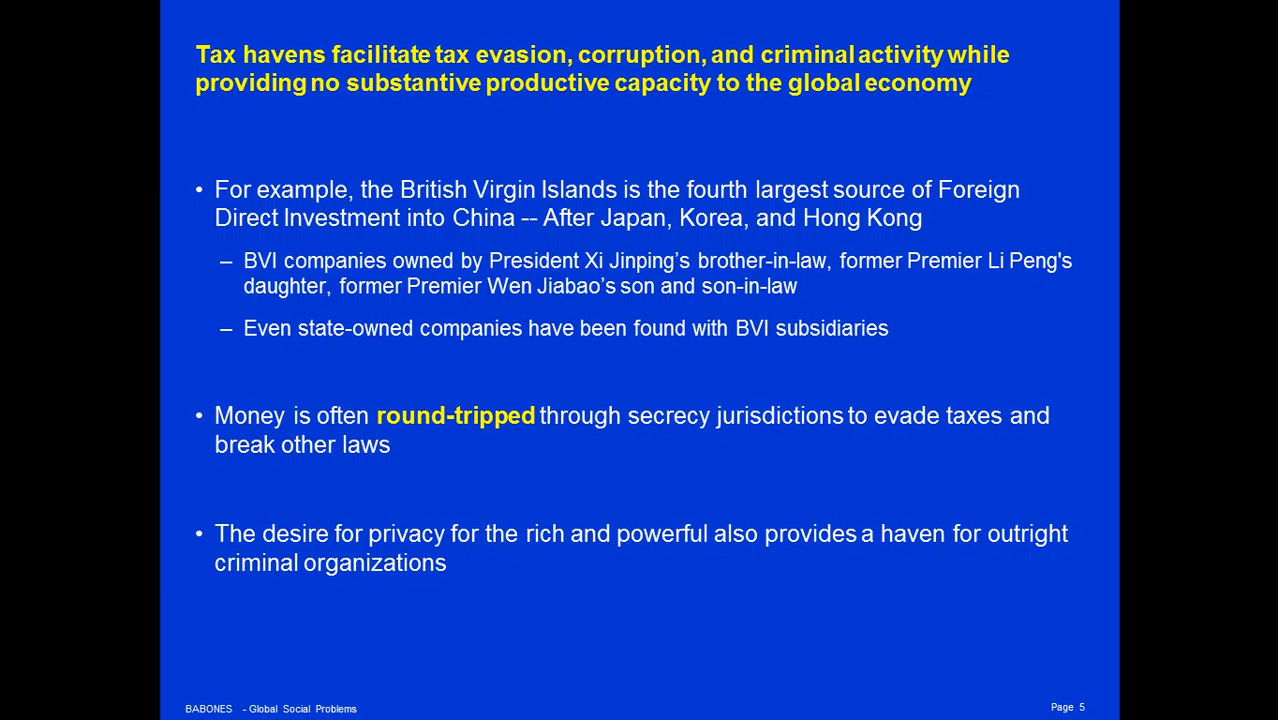 Tax havens facilitate tax evasion, corruption, and criminal activity while
providing no substantive productive capacity to the global economy
• For example, the British Virgin Islands is the fourth largest source of Foreign
Direct Investment into China -- After Japan, Korea, and Hong Kong
– BVI companies owned by President Xi Jinping’s brother-in-law, former Premier Li Peng's
daughter, former Premier Wen Jiabao’s son and son-in-law
– Even state-owned companies have been found with BVI subsidiaries
• Money is often round-tripped through secrecy jurisdictions to evade taxes and
break other laws
• The desire for privacy for the rich and powerful also provides a haven for outright
criminal organizations
BABONES - Global Social Problems
Page 5